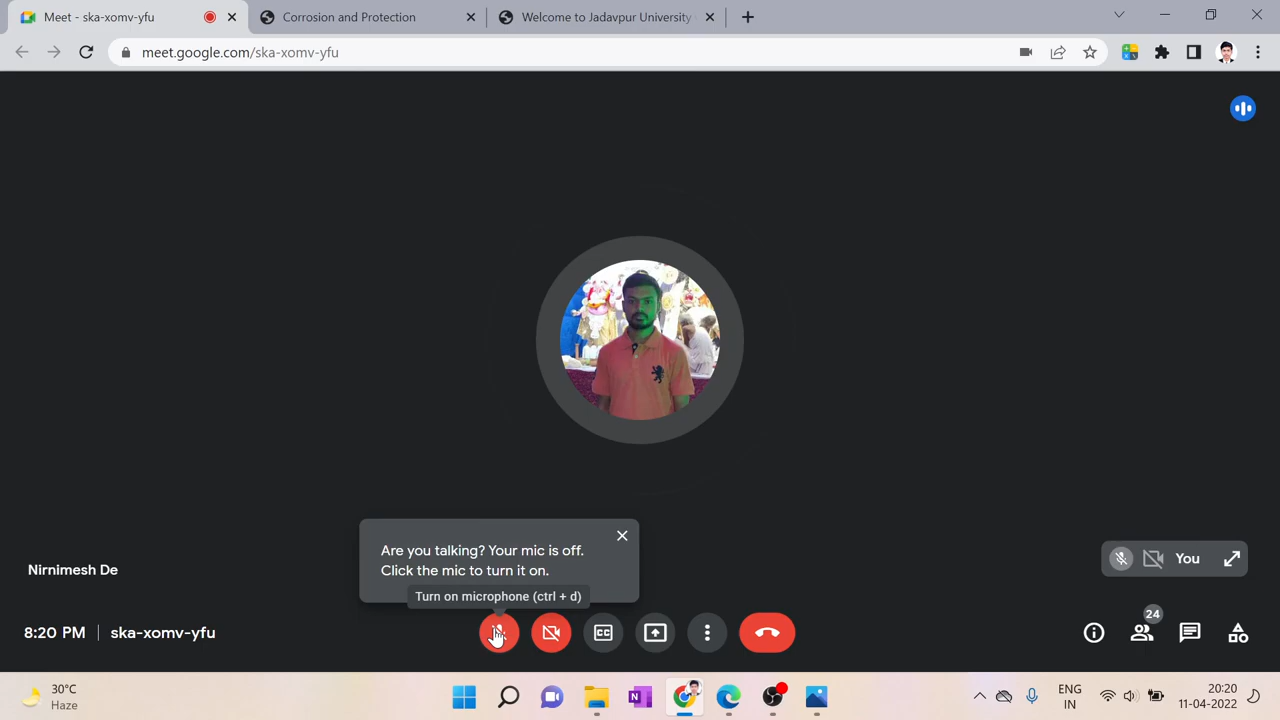 Meet - ska-xomv-yfu
Corrosion and Protection
Welcome to Jadavpur University
meet.google.com/ska-xomv-yfu
Are you talking? Your mic is off.
Click the mic to turn it on.
Turn on microphone (ctrl + d)
You
Nirnimesh De
24
8:20 PM | ska-xomv-yfu
CC
30°C
Haze
ENG
IN
20:20
11-04-2022